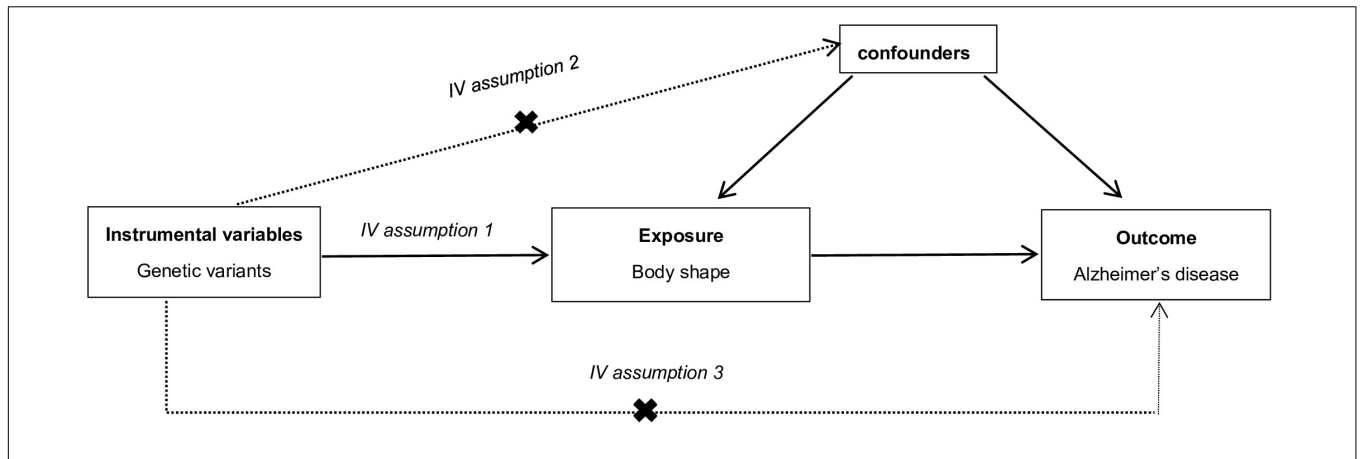 confounders
IV assumption 2
Instrumental variables
Genetic variants
IV assumption 1
Exposure
Body shape
Outcome
Alzheimer's disease
IV assumption 3